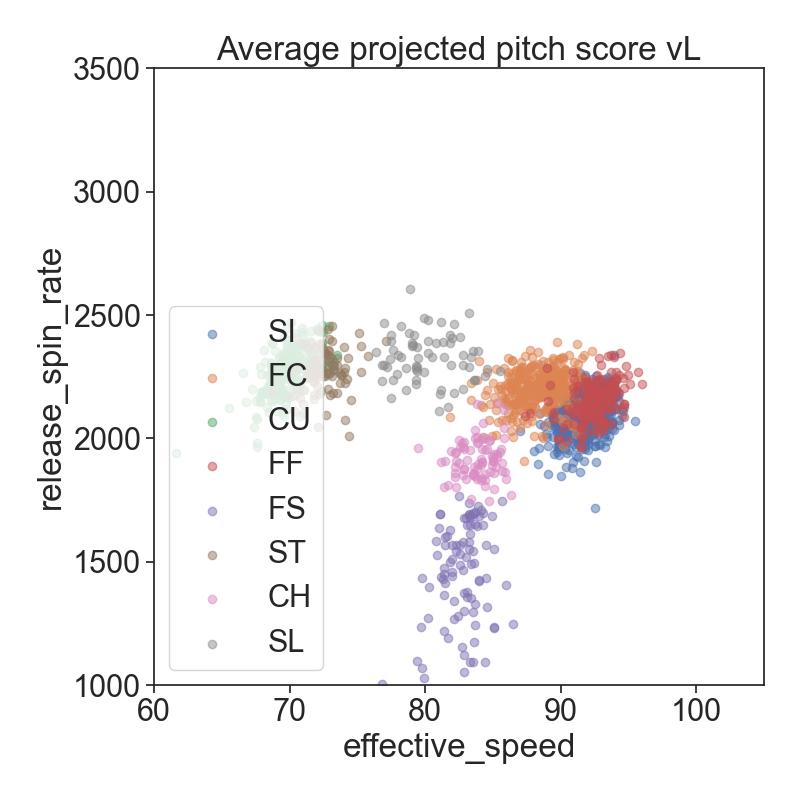 Average projected pitch score vL
3500
3000
2500
2000
1500
1000
release_spin_rate
SI
FC
CU
FF
FS
ST
CH
SL
60 70 80 90 100
effective_speed